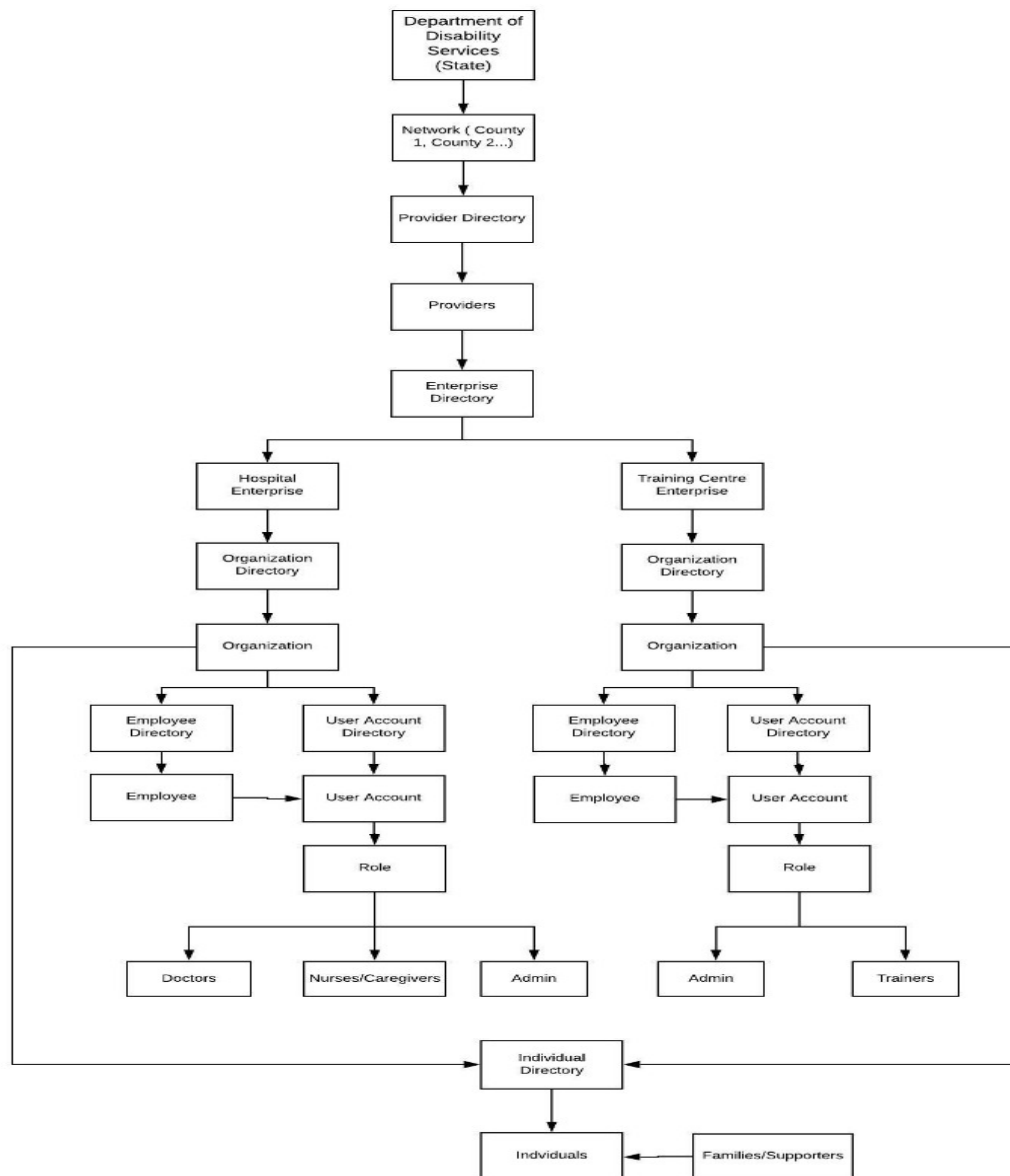 Department of
Disability
Services
(State)
Network ( County
1, County 2...)
Provider Directory
Providers
Enterprise
Directory
Hospital
Enterprise
Training Centre
Enterprise
Organization
Directory
Organization
Directory
Organization
Organization
Employee
Directory
User Account
Directory
Employee
Directory
User Account
Directory
Employee
User Account
Employee
User Account
Role
Role
Doctors
Nurses/Caregivers
Admin
Admin
Trainers
Individual
Directory
Indviduals
Families/Supporters